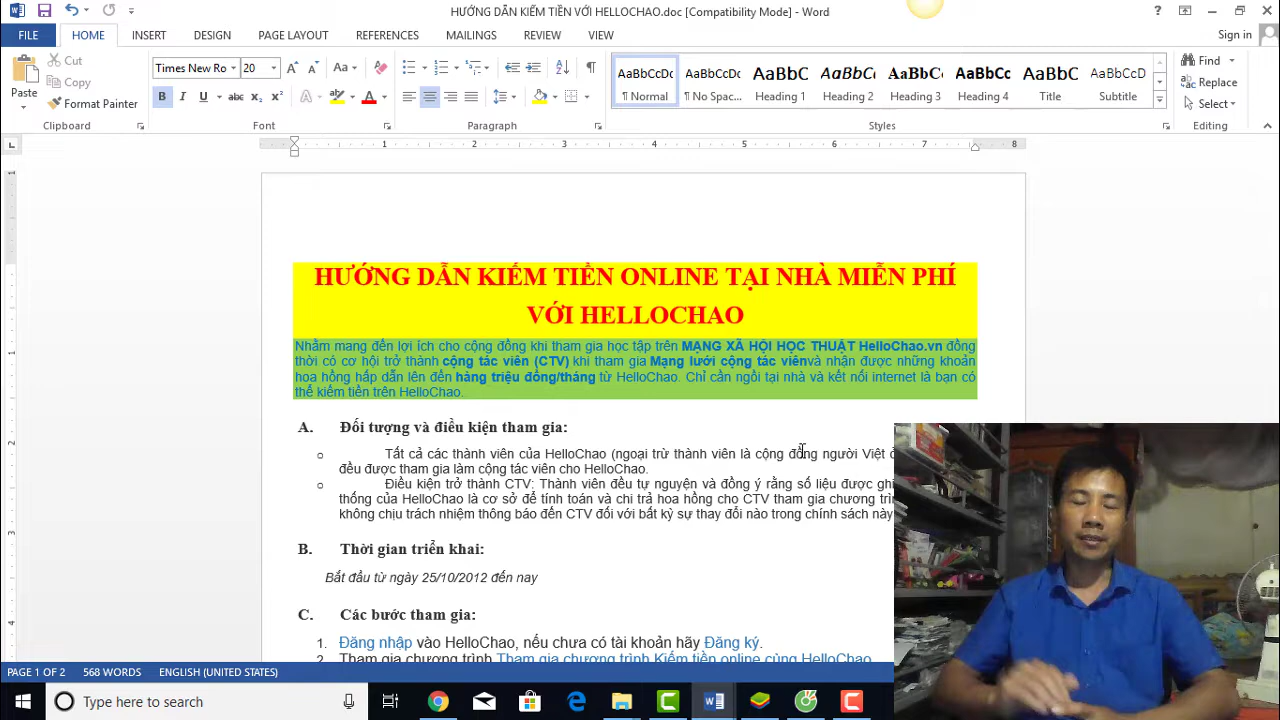 HƯỚNG DẪN KIẾM TIỀN VỚI HELLOCHAO.doc [Compatibility Mode] - Word
Sign in
FILE HOME INSERT DESIGN PAGE LAYOUT REFERENCES MAILINGS REVIEW VIEW
Paste
Cut
Copy
Format Painter
Clipboard
Times New Ro 20
Font
Paragraph
AaBbCcDc AaBbCcDc AaBbC AaBbCc AaBbCc AaBbCc AaBbC AaBbCcD
¶ Normal ¶ No Spac... Heading 1 Heading 2 Heading 3 Heading 4 Title Subtitle
Styles
Find
Replace
Select
Editing
1 2 3 4 5 6 7 8
HƯỚNG DẪN KIẾM TIỀN ONLINE TẠI NHÀ MIỄN PHÍ
VỚI HELLOCHAO
Nhằm mang đến lợi ích cho cộng đồng khi tham gia học tập trên MẠNG XÃ HỘI HỌC THUẬT HelloChao.vn đồng
thời có cơ hội trở thành cộng tác viên (CTV) khi tham gia Mạng lưới cộng tác viênvà nhận được những khoản
hoa hồng hấp dẫn lên đến hàng triệu đồng/tháng từ HelloChao. Chỉ cần ngồi tại nhà và kết nối internet là bạn có
thể kiếm tiền trên HelloChao.
A. Đối tượng và điều kiện tham gia:
o Tất cả các thành viên của HelloChao (ngoại trừ thành viên là cộng đồng người Việt
đều được tham gia làm cộng tác viên cho HelloChao.
o Điều kiện trở thành CTV: Thành viên đều tự nguyện và đồng ý rằng số liệu được ghi
thống của HelloChao là cơ sở để tính toán và chi trả hoa hồng cho CTV tham gia chương
không chịu trách nhiệm thông báo đến CTV đối với bất kỳ sự thay đổi nào trong chính sách này
B. Thời gian triển khai:
Bắt đầu từ ngày 25/10/2012 đến nay
C. Các bước tham gia:
1. Đăng nhập vào HelloChao, nếu chưa có tài khoản hãy Đăng ký.
2. Tham gia chương trình Tham gia chương trình Kiếm tiền online cùng HelloChao
PAGE 1 OF 2 568 WORDS ENGLISH (UNITED STATES)
Type here to search